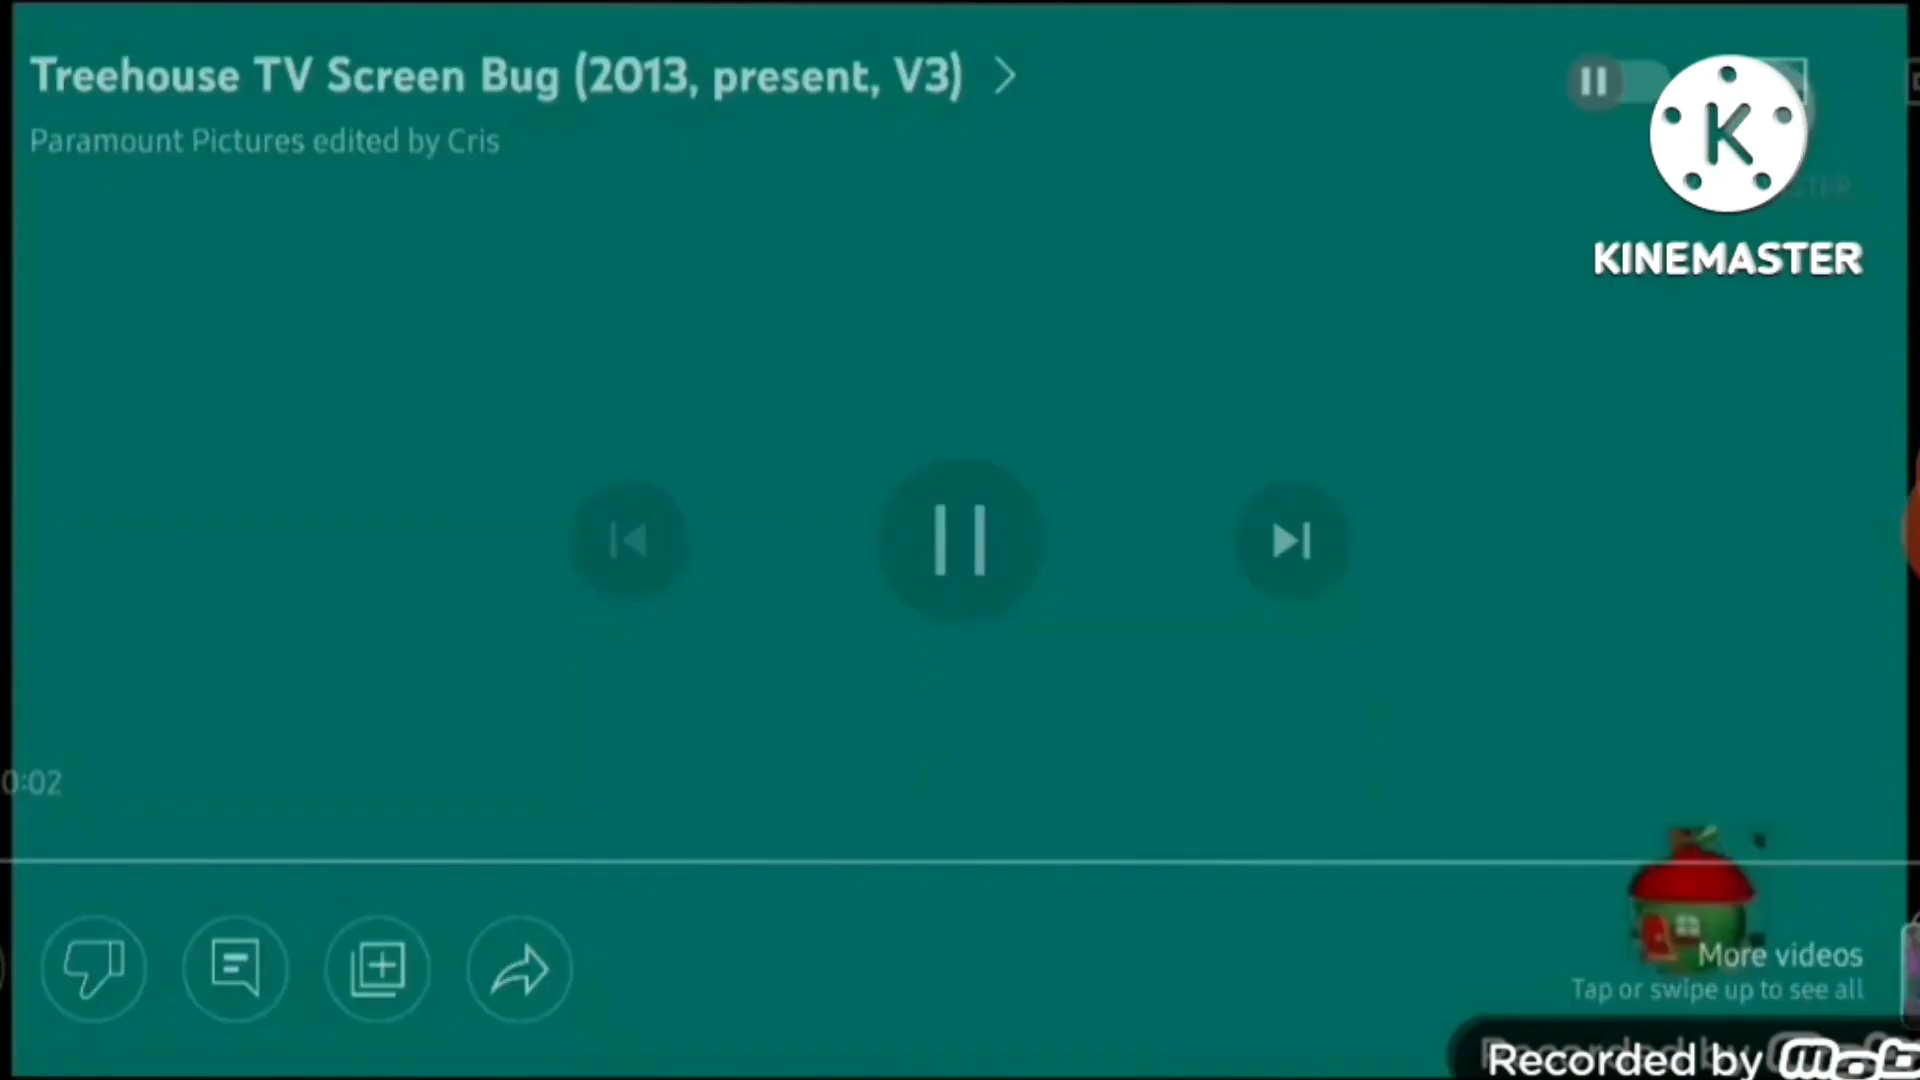 Treehouse TV Screen Bug (2013, present, V3)
Paramount Pictures edited by Cris
K
KINEMASTER
0:02
More videos
Tap or swipe up to see all
Recorded by